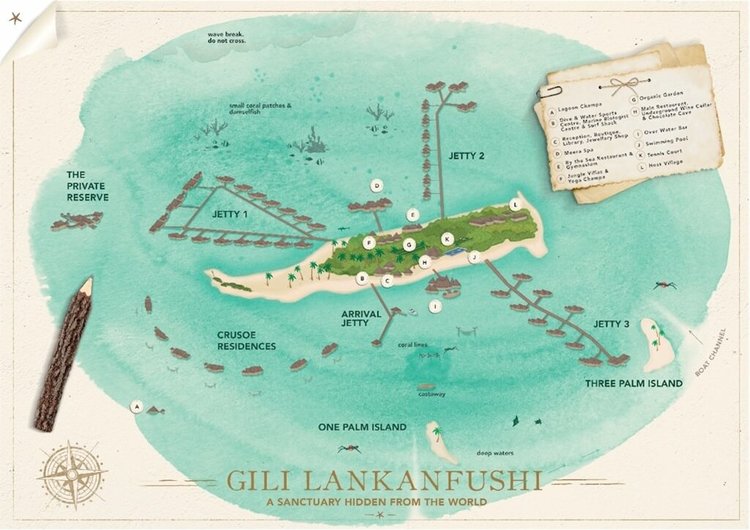 wave break.
do not cross.
small coral patches &
damselfish
A Lagoon Champa
B Dive & Water Sports
Centre, Marine Biologist
Centre & Surf Shack
C Reception, Boutique,
Library, Jewellery Shop
D Meera Spa
E By the Sea Restaurant &
Gymnasium
F Jungle Villas &
Yoga Champa
G Organic Garden
H Main Restaurant,
Underground Wine Cellar
& Chocolate Cave
I Over Water Bar
J Swimming Pool
K Tennis Court
L Host Village
THE
PRIVATE
RESERVE
JETTY 2
JETTY 1
D
E
L
F
G
K
H
J
B
C
I
ARRIVAL
JETTY
CRUSOE
RESIDENCES
coral lines
JETTY 3
BOAT CHANNEL
THREE PALM ISLAND
castaway
A
ONE PALM ISLAND
deep waters
GILI LANKANFUSHI
A SANCTUARY HIDDEN FROM THE WORLD